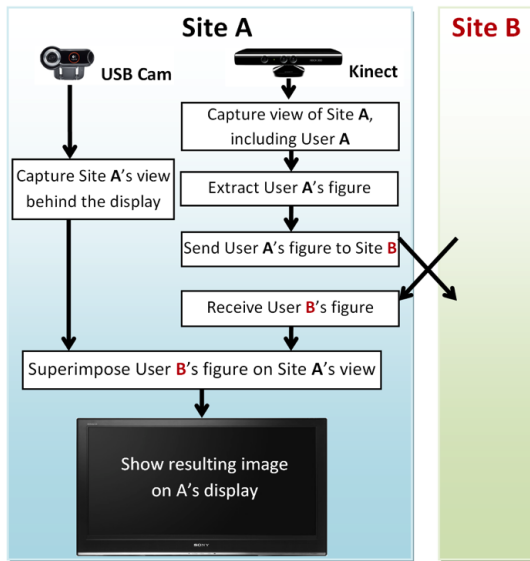 Site A
Site B
USB Cam
Kinect
Capture view of Site A,
including User A
Capture Site A's view
behind the display
Extract User A's figure
Send User A's figure to Site B
Receive User B's figure
Superimpose User B's figure on Site A's view
Show resulting image
on A's display
SONY